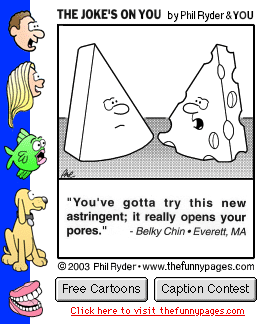 THE JOKE'S ON YOU by Phil Ryder & YOU
"You've gotta try this new
astringent; it really opens your
pores." - Belky Chin • Everett, MA
© 2003 Phil Ryder • www.thefunnypages.com
Free Cartoons
Caption Contest
Click here to visit thefunnypages.com